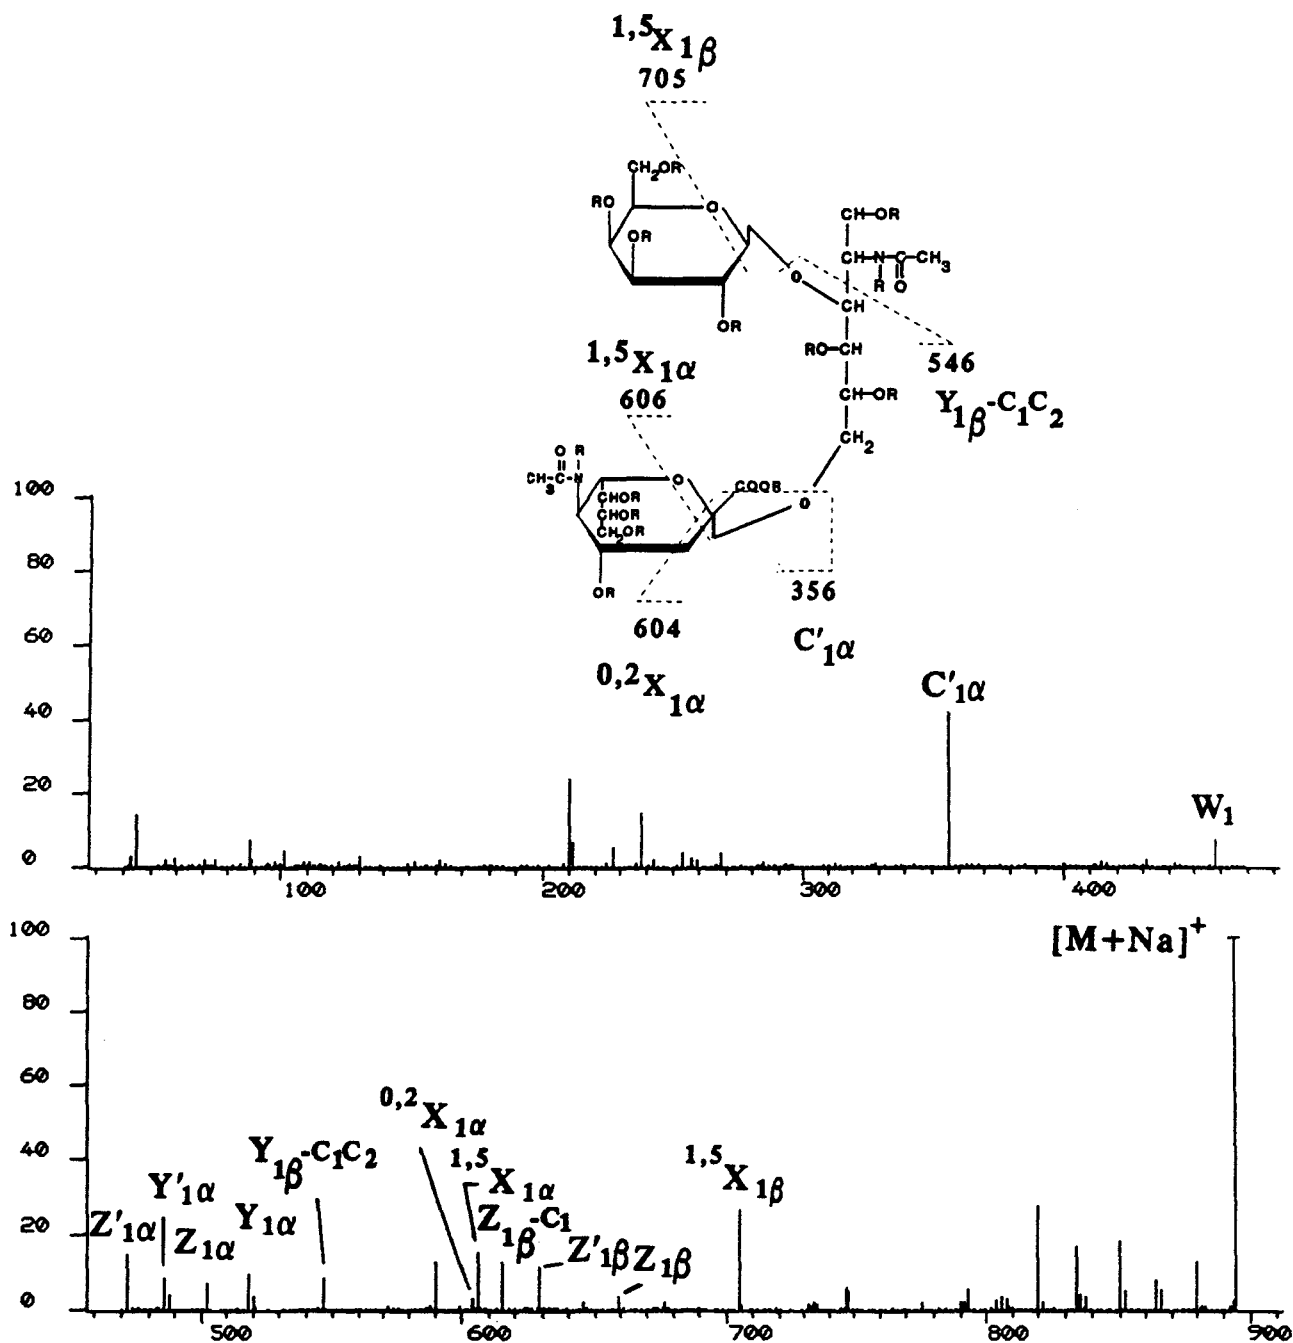 1,5X1β
705
CH2OR
RO
O
OR
CH-OR
CH-N-C-CH3
R O
O
CH
OR
RO-CH
1,5X1α
546
606
CH-OR
Y1β-C1C2
CH2
O R
CH3-C-N
O
COOR
O
CHOR
CHOR
CH2OR
OR
356
604
C'1α
0,2X1α
C'1α
W1
100
80
60
40
20
0
100
200
300
400
[M+Na]+
0,2X1α
Y1β-C1C2
1,5X1α
1,5X1β
Y'1α
Z1β-C1
Z'1α
Z1α
Y1α
Z'1β
Z1β
100
80
60
40
20
0
500
600
700
800
900